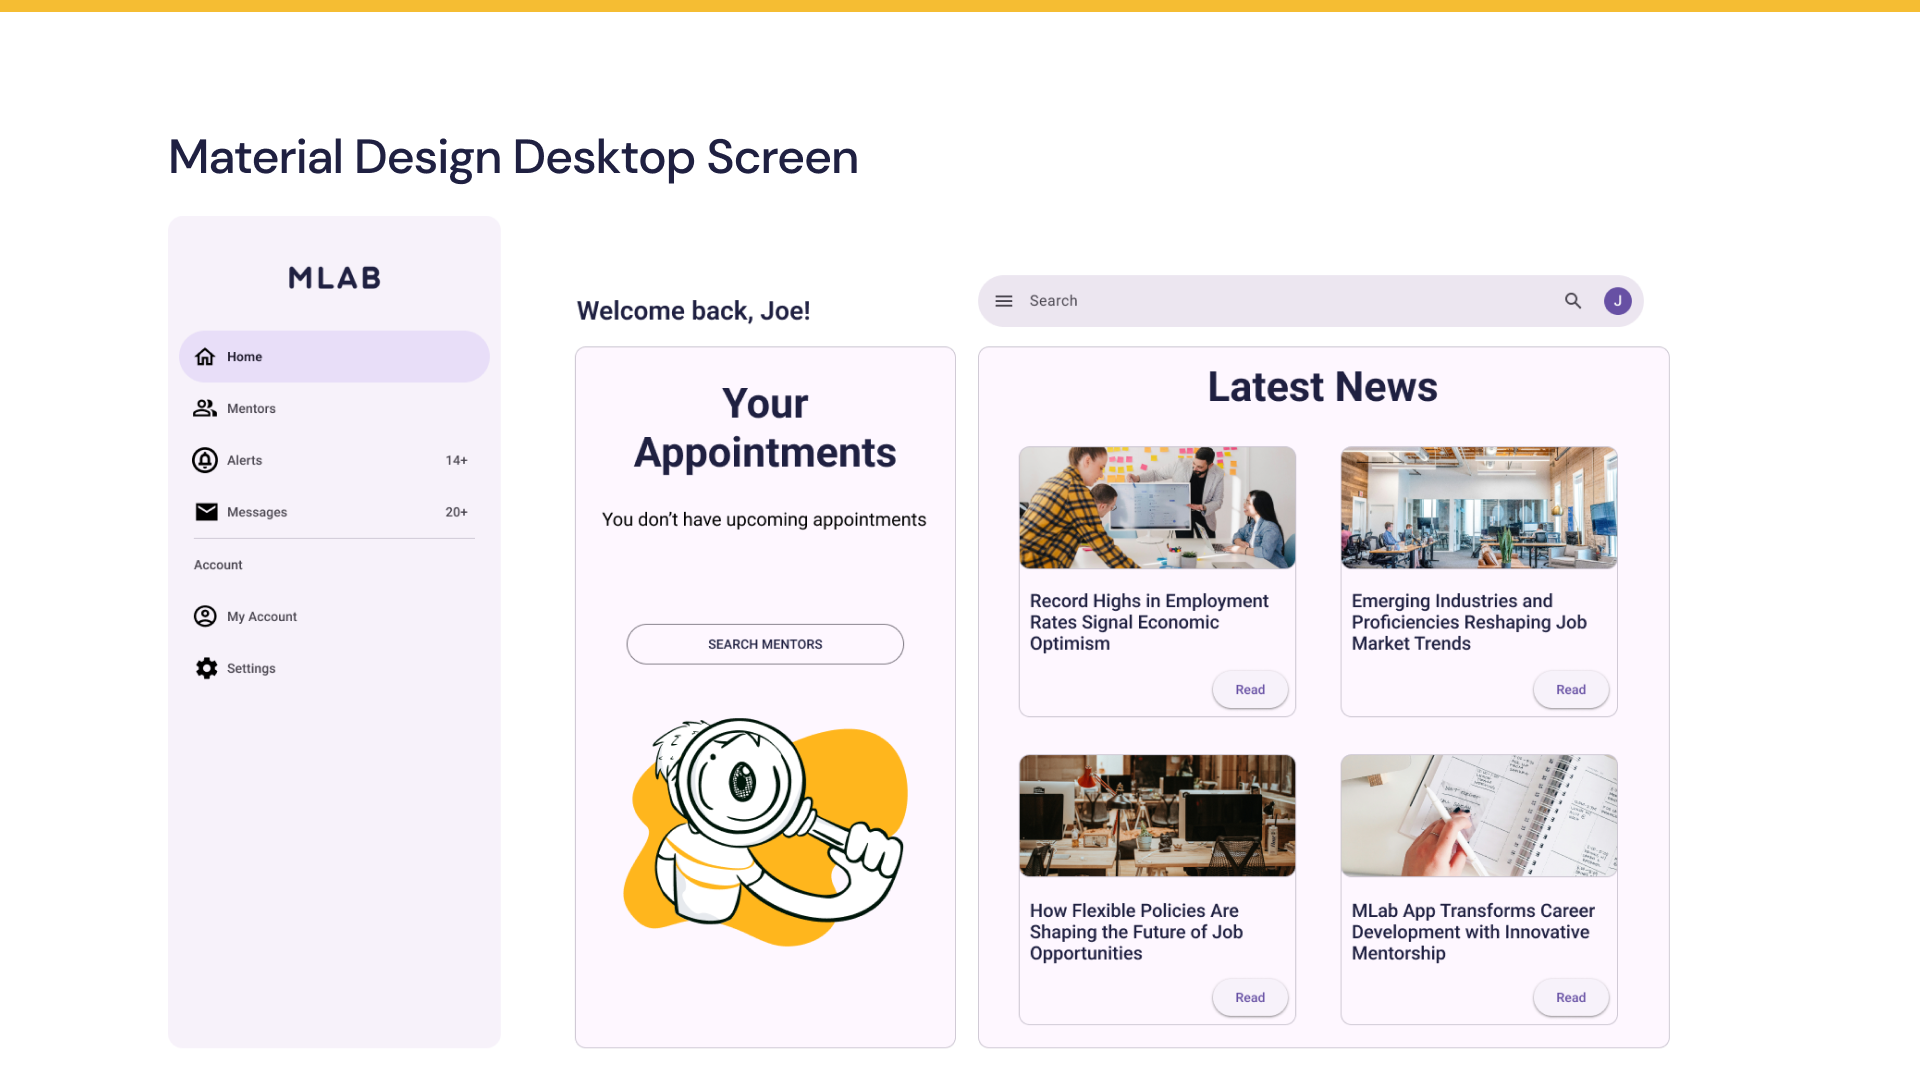 Material Design Desktop Screen
MLAB
Home
Mentors
Alerts 14+
Messages 20+
Account
My Account
Settings
Welcome back, Joe!
Search
J
Your
Appointments
You don’t have upcoming appointments
SEARCH MENTORS
Latest News
Record Highs in Employment
Rates Signal Economic
Optimism
Read
Emerging Industries and
Proficiencies Reshaping Job
Market Trends
Read
How Flexible Policies Are
Shaping the Future of Job
Opportunities
Read
MLab App Transforms Career
Development with Innovative
Mentorship
Read